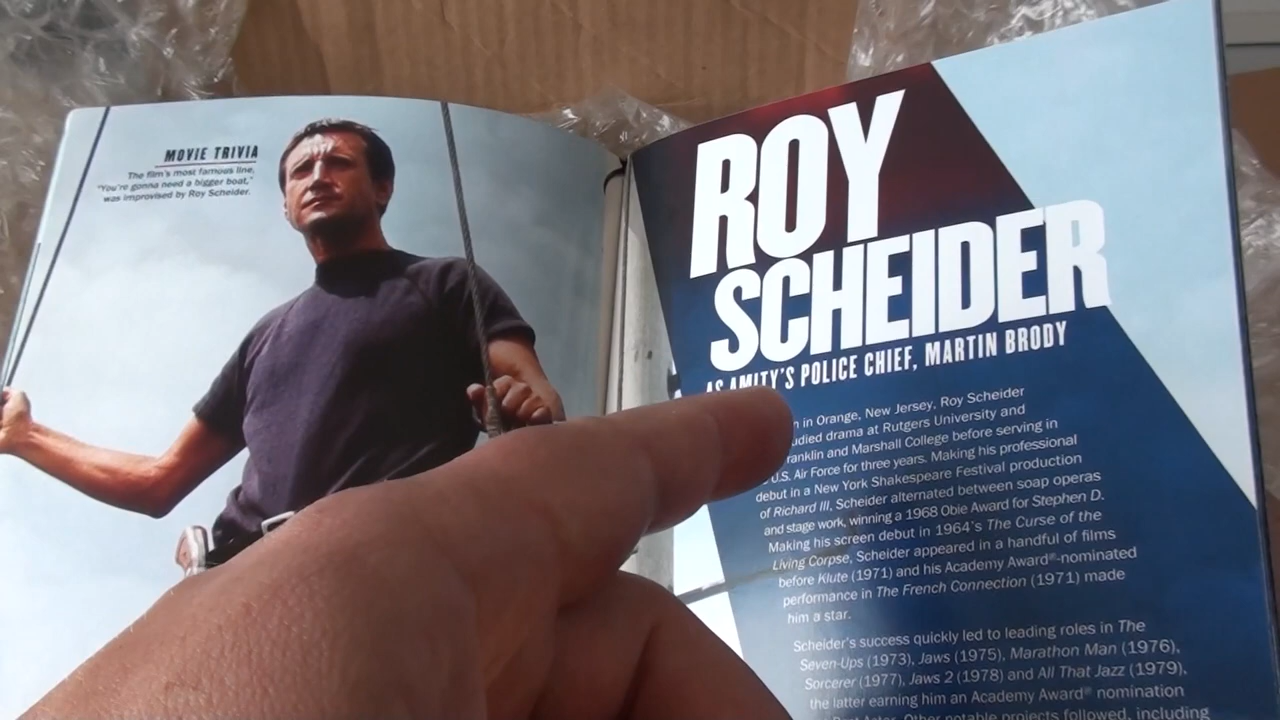 MOVIE TRIVIA
The film's most famous line,
"You're gonna need a bigger boat,"
was improvised by Roy Scheider.
ROY
SCHEIDER
AS AMITY'S POLICE CHIEF, MARTIN BRODY
in Orange, New Jersey, Roy Scheider
drama at Rutgers University and
and Marshall College before serving in
U.S. Air Force for three years. Making his professional
debut in a New York Shakespeare Festival production
of Richard III, Scheider alternated between soap operas
and stage work, winning a 1968 Obie Award for Stephen D.
Making his screen debut in 1964's The Curse of the
Living Corpse, Scheider appeared in a handful of films
before Klute (1971) and his Academy Award®-nominated
performance in The French Connection (1971) made
him a star.
Scheider's success quickly led to leading roles in The
Seven-Ups (1973), Jaws (1975), Marathon Man (1976),
Sorcerer (1977), Jaws 2 (1978) and All That Jazz (1979),
the latter earning him an Academy Award® nomination
Best Actor. Other notable projects followed, including